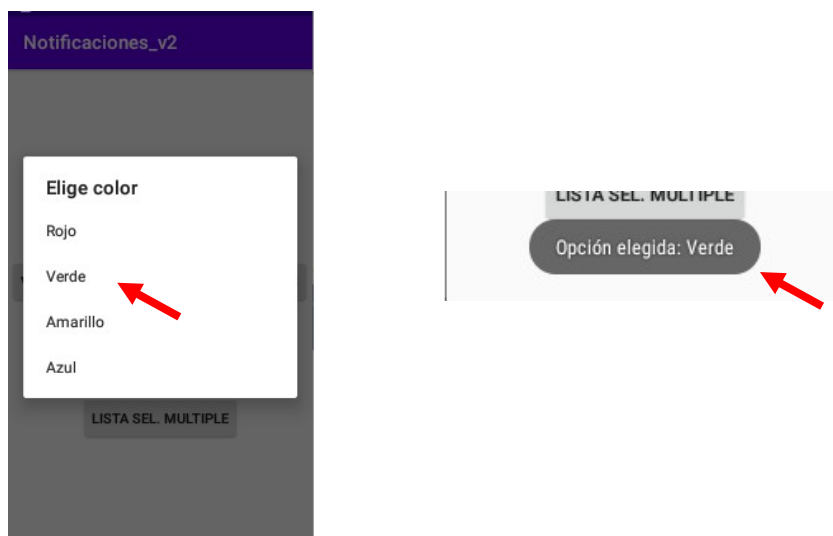 Notificaciones_v2
Elige color
Rojo
Verde
Amarillo
Azul
LISTA SEL. MULTIPLE
LISTA SEL. MULTIPLE
Opción elegida: Verde